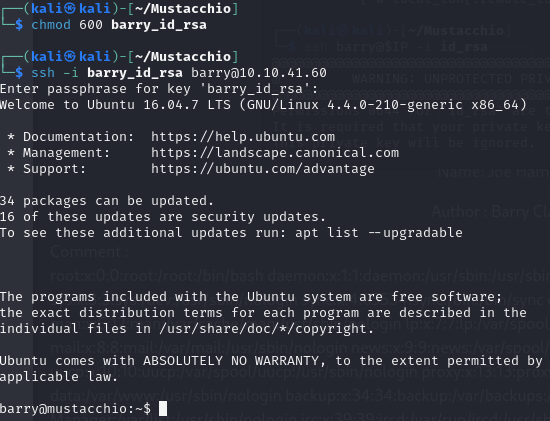 ┌──(kali㉿kali)-[~/Mustacchio]
└─$ chmod 600 barry_id_rsa
┌──(kali㉿kali)-[~/Mustacchio]
└─$ ssh -i barry_id_rsa barry@10.10.41.60
Enter passphrase for key 'barry_id_rsa':
Welcome to Ubuntu 16.04.7 LTS (GNU/Linux 4.4.0-210-generic x86_64)
* Documentation: https://help.ubuntu.com
* Management: https://landscape.canonical.com
* Support: https://ubuntu.com/advantage
34 packages can be updated.
16 of these updates are security updates.
To see these additional updates run: apt list --upgradable
The programs included with the Ubuntu system are free software;
the exact distribution terms for each program are described in the
individual files in /usr/share/doc/*/copyright.
Ubuntu comes with ABSOLUTELY NO WARRANTY, to the extent permitted by
applicable law.
barry@mustacchio:~$